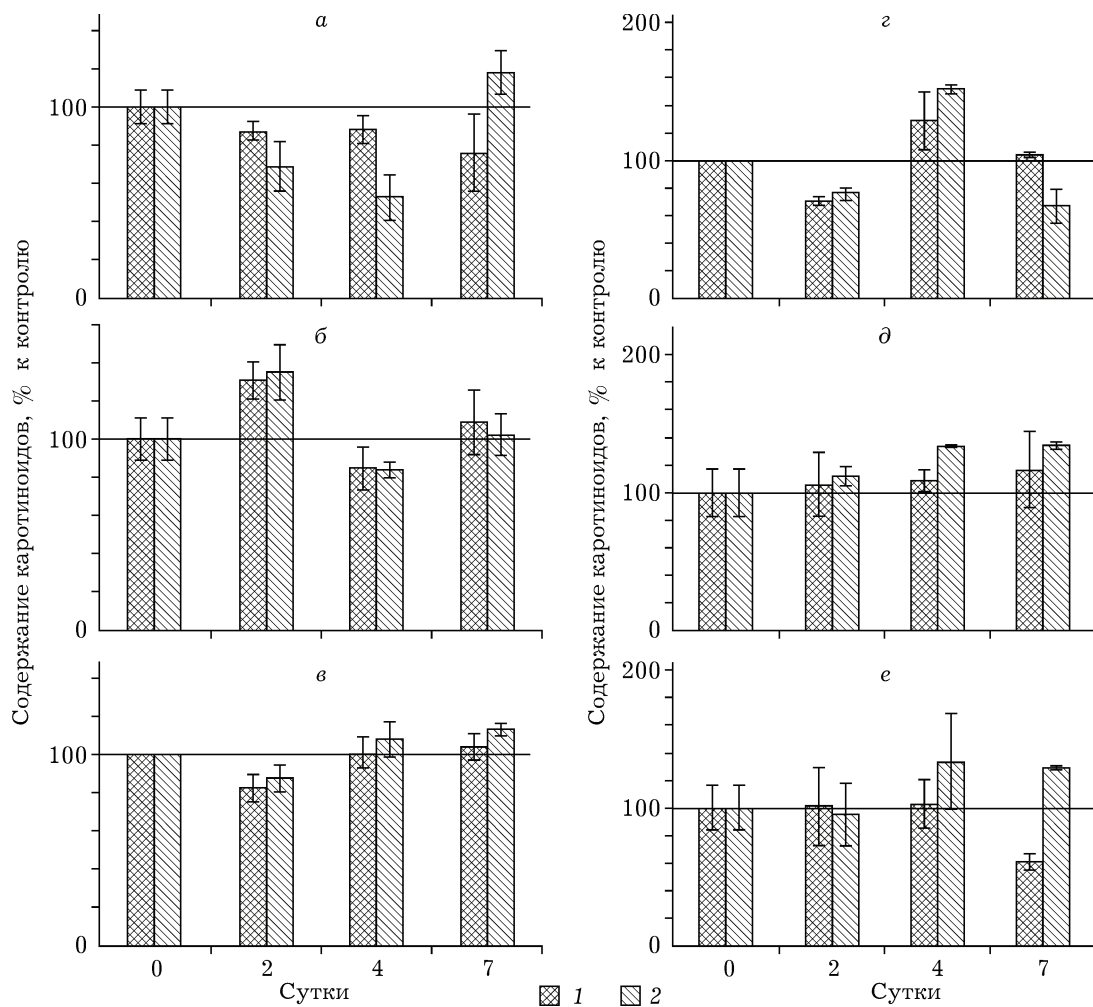 а
100
0
Содержание каротиноидов, % к контролю
б
100
0
в
100
0
0 2 4 7
Сутки
г
200
100
0
Содержание каротиноидов, % к контролю
д
200
100
0
е
200
100
0
0 2 4 7
Сутки
1 2